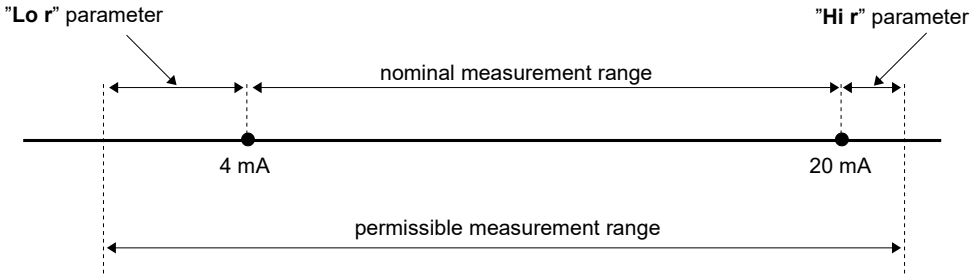 ”Lo r” parameter
”Hi r” parameter
nominal measurement range
4 mA
20 mA
permissible measurement range